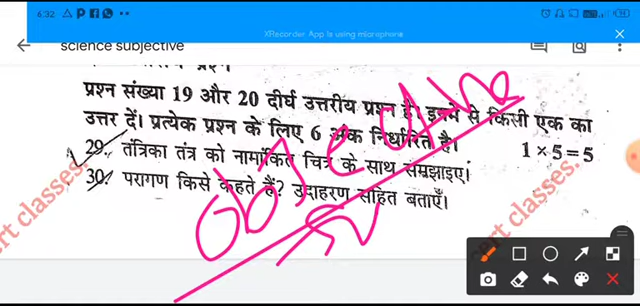 6:32
XRecorder App is using microphone
science subjective
प्रश्न संख्या 19 और 20 दीर्घ उत्तरीय प्रश्न है। इनमें से किसी एक का
उत्तर दें। प्रत्येक प्रश्न के लिए 6 अंक निर्धारित है। 1 × 5 = 5
29. तंत्रिका तंत्र को नामांकित चित्र के साथ समझाइए।
30. परागण किसे कहते हैं? उदाहरण सहित बताएँ।
objective
ert classes.
ert classes.